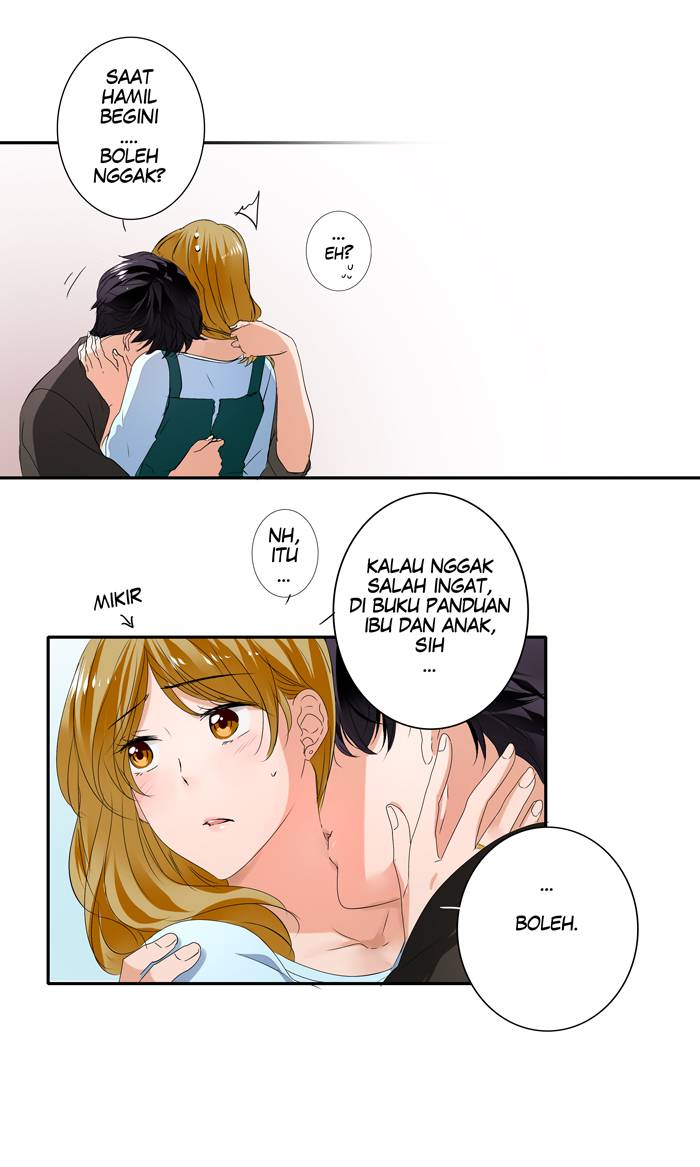 SAAT
HAMIL
BEGINI
....
BOLEH
NGGAK?
...
EH?
NH,
ITU
...
KALAU NGGAK
SALAH INGAT,
DI BUKU PANDUAN
IBU DAN ANAK,
SIH
...
MIKIR
...
BOLEH.